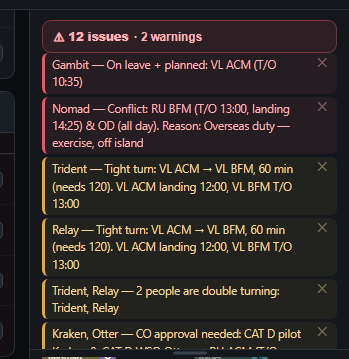 ⚠ 12 issues · 2 warnings
Gambit — On leave + planned: VL ACM (T/O
10:35)
Nomad — Conflict: RU BFM (T/O 13:00, landing
14:25) & OD (all day). Reason: Overseas duty —
exercise, off island
Trident — Tight turn: VL ACM → VL BFM, 60 min
(needs 120). VL ACM landing 12:00, VL BFM T/O
13:00
Relay — Tight turn: VL ACM → VL BFM, 60 min
(needs 120). VL ACM landing 12:00, VL BFM T/O
13:00
Trident, Relay — 2 people are double turning:
Trident, Relay
Kraken, Otter — CO approval needed: CAT D pilot